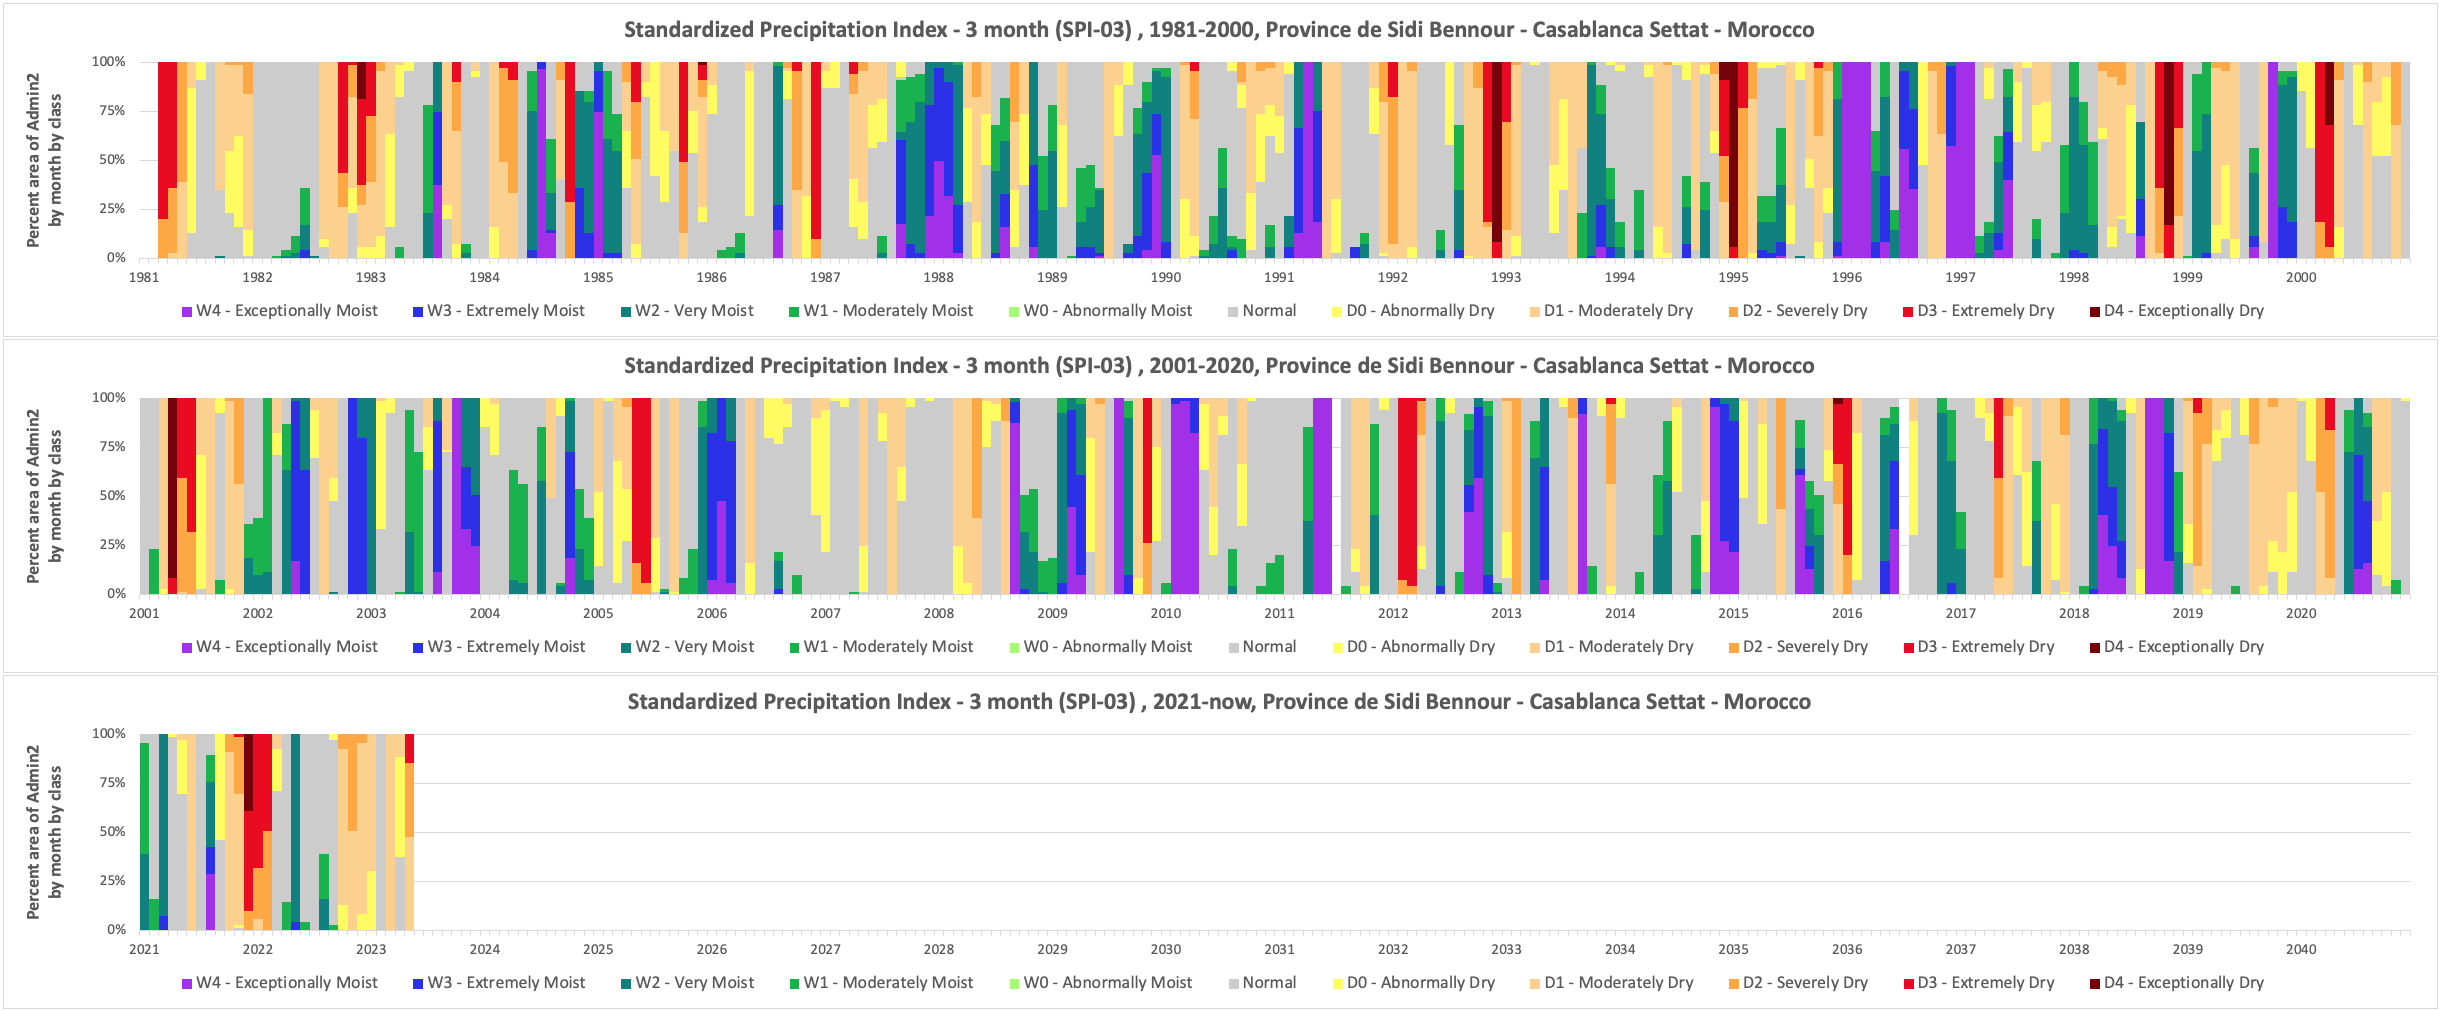 Standardized Precipitation Index - 3 month (SPI-03) , 1981-2000, Province de Sidi Bennour - Casablanca Settat - Morocco
Percent area of Admin2
by month by class
100%
75%
50%
25%
0%
1981 1982 1983 1984 1985 1986 1987 1988 1989 1990 1991 1992 1993 1994 1995 1996 1997 1998 1999 2000
W4 - Exceptionally Moist W3 - Extremely Moist W2 - Very Moist W1 - Moderately Moist W0 - Abnormally Moist Normal D0 - Abnormally Dry D1 - Moderately Dry D2 - Severely Dry D3 - Extremely Dry D4 - Exceptionally Dry
Standardized Precipitation Index - 3 month (SPI-03) , 2001-2020, Province de Sidi Bennour - Casablanca Settat - Morocco
Percent area of Admin2
by month by class
100%
75%
50%
25%
0%
2001 2002 2003 2004 2005 2006 2007 2008 2009 2010 2011 2012 2013 2014 2015 2016 2017 2018 2019 2020
W4 - Exceptionally Moist W3 - Extremely Moist W2 - Very Moist W1 - Moderately Moist W0 - Abnormally Moist Normal D0 - Abnormally Dry D1 - Moderately Dry D2 - Severely Dry D3 - Extremely Dry D4 - Exceptionally Dry
Standardized Precipitation Index - 3 month (SPI-03) , 2021-now, Province de Sidi Bennour - Casablanca Settat - Morocco
Percent area of Admin2
by month by class
100%
75%
50%
25%
0%
2021 2022 2023 2024 2025 2026 2027 2028 2029 2030 2031 2032 2033 2034 2035 2036 2037 2038 2039 2040
W4 - Exceptionally Moist W3 - Extremely Moist W2 - Very Moist W1 - Moderately Moist W0 - Abnormally Moist Normal D0 - Abnormally Dry D1 - Moderately Dry D2 - Severely Dry D3 - Extremely Dry D4 - Exceptionally Dry